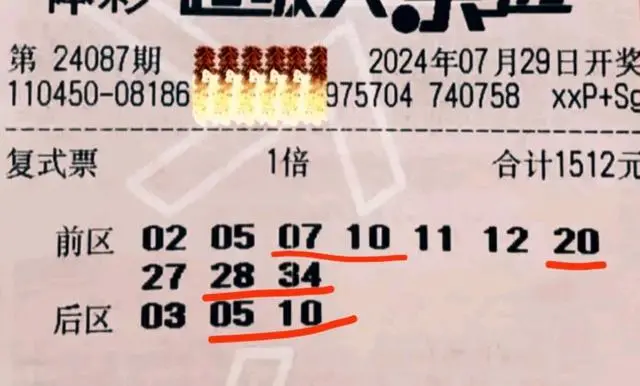 体彩 超级大乐透
第 24087期 2024年07月29日开奖
110450-08186 975704 740758 xxP+Sg
复式票 1倍 合计1512元
前区 02 05 07 10 11 12 20
27 28 34
后区 03 05 10